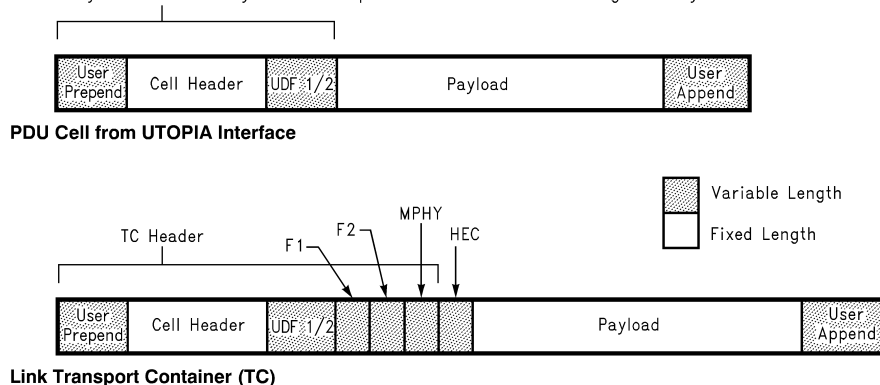 User
Prepend
Cell Header
UDF 1/2
Payload
User
Append
PDU Cell from UTOPIA Interface
Variable Length
Fixed Length
TC Header
F1
F2
MPHY
HEC
User
Prepend
Cell Header
UDF 1/2
Payload
User
Append
Link Transport Container (TC)